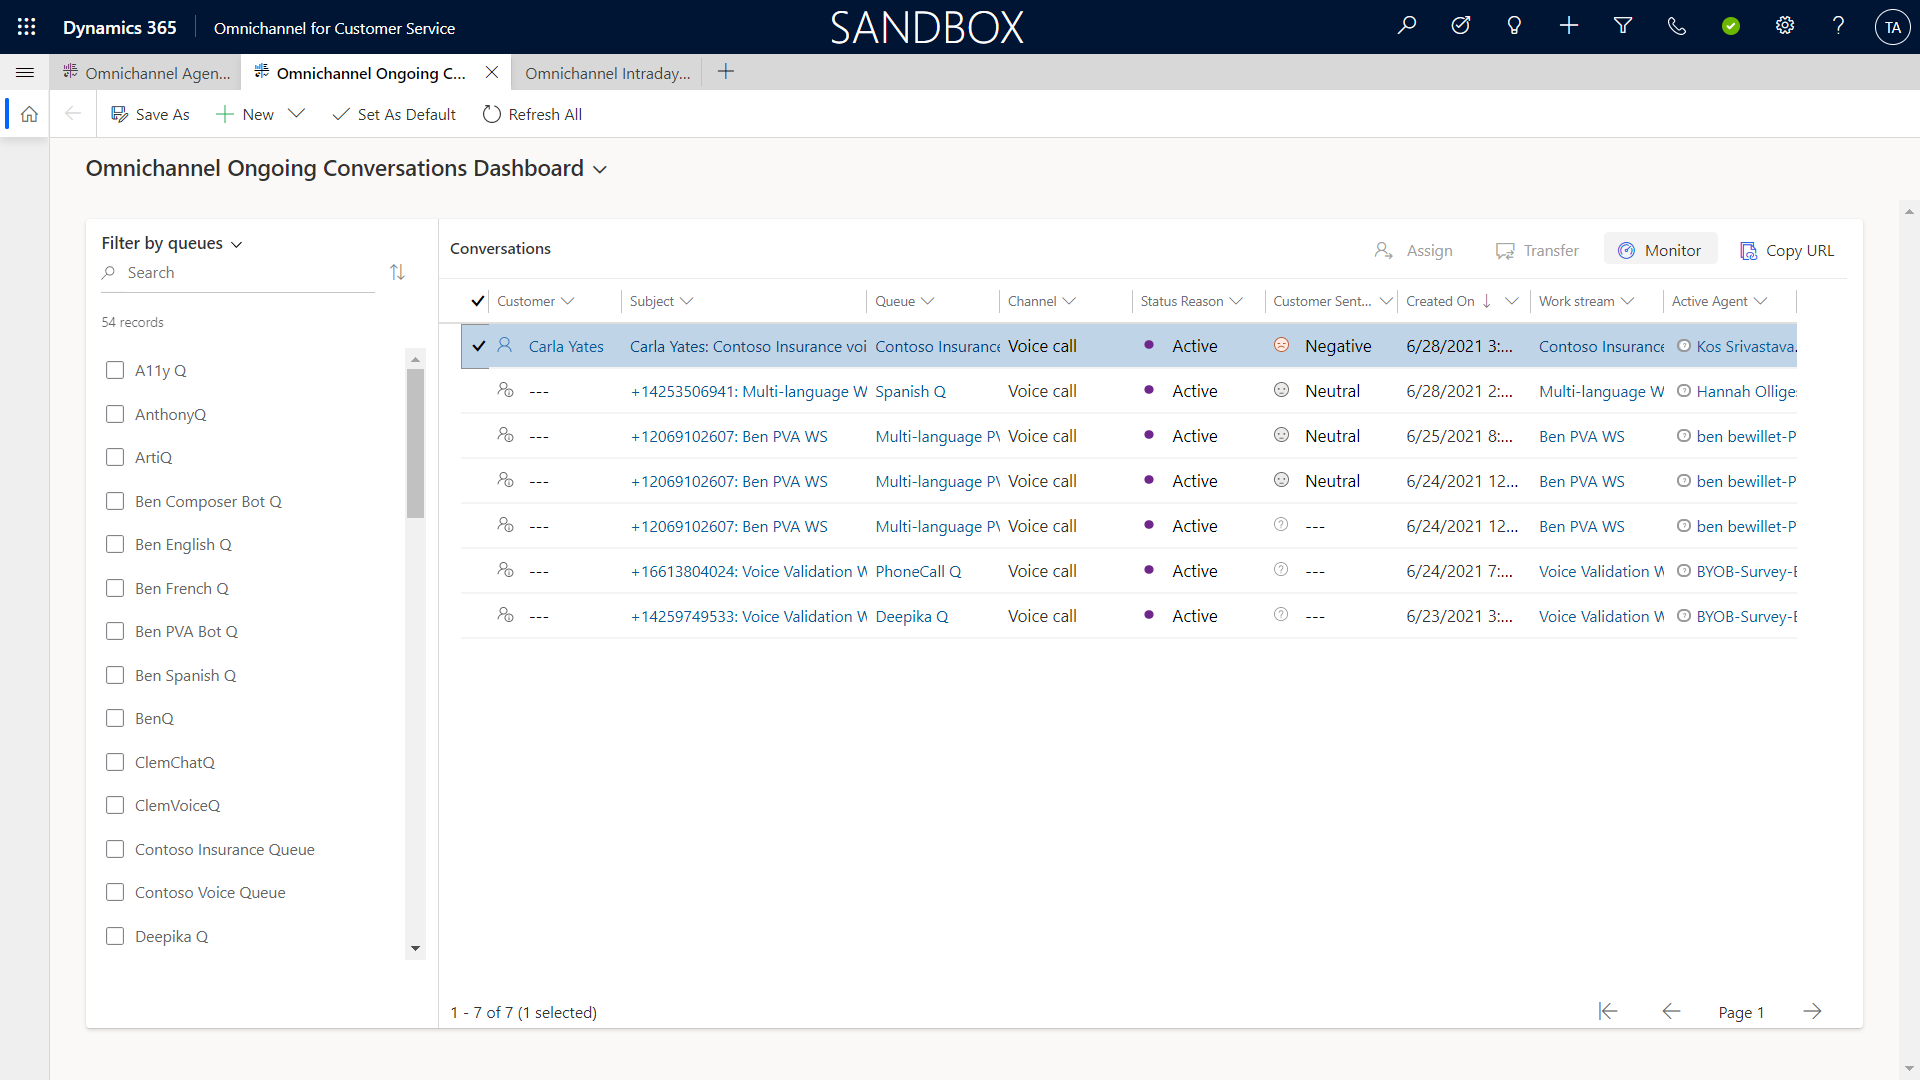 Dynamics 365 Omnichannel for Customer Service SANDBOX TA
Omnichannel Agen... Omnichannel Ongoing C... Omnichannel Intraday...
Save As New Set As Default Refresh All
Omnichannel Ongoing Conversations Dashboard
Filter by queues
Search
54 records
A11y Q
AnthonyQ
ArtiQ
Ben Composer Bot Q
Ben English Q
Ben French Q
Ben PVA Bot Q
Ben Spanish Q
BenQ
ClemChatQ
ClemVoiceQ
Contoso Insurance Queue
Contoso Voice Queue
Deepika Q
Conversations Assign Transfer Monitor Copy URL
Customer Subject Queue Channel Status Reason Customer Sent... Created On Work stream Active Agent
Carla Yates Carla Yates: Contoso Insurance voi Contoso Insurance Voice call Active Negative 6/28/2021 3:... Contoso Insurance Kos Srivastava.
--- +14253506941: Multi-language W Spanish Q Voice call Active Neutral 6/28/2021 2:... Multi-language W Hannah Ollige
--- +12069102607: Ben PVA WS Multi-language PV Voice call Active Neutral 6/25/2021 8:... Ben PVA WS ben bewillet-P
--- +12069102607: Ben PVA WS Multi-language PV Voice call Active Neutral 6/24/2021 12... Ben PVA WS ben bewillet-P
--- +12069102607: Ben PVA WS Multi-language PV Voice call Active --- 6/24/2021 12... Ben PVA WS ben bewillet-P
--- +16613804024: Voice Validation W PhoneCall Q Voice call Active --- 6/24/2021 7:... Voice Validation W BYOB-Survey-
--- +14259749533: Voice Validation W Deepika Q Voice call Active --- 6/23/2021 3:... Voice Validation W BYOB-Survey-
1 - 7 of 7 (1 selected) Page 1